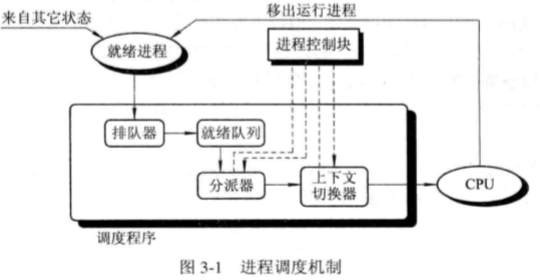 来自其它状态
移出运行进程
就绪进程
进程控制块
排队器
就绪队列
分派器
上下文
切换器
CPU
调度程序
图 3-1 进程调度机制